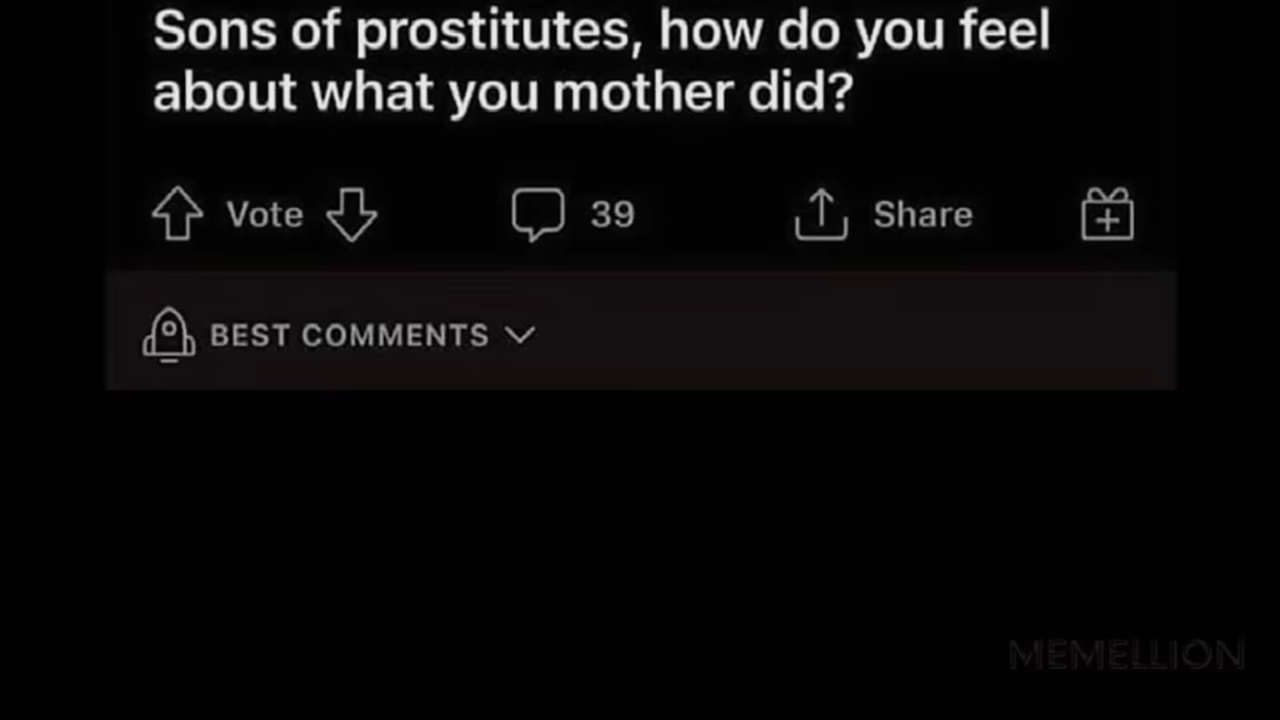 Sons of prostitutes, how do you feel
about what you mother did?
Vote 39 Share
BEST COMMENTS
MEMELLION